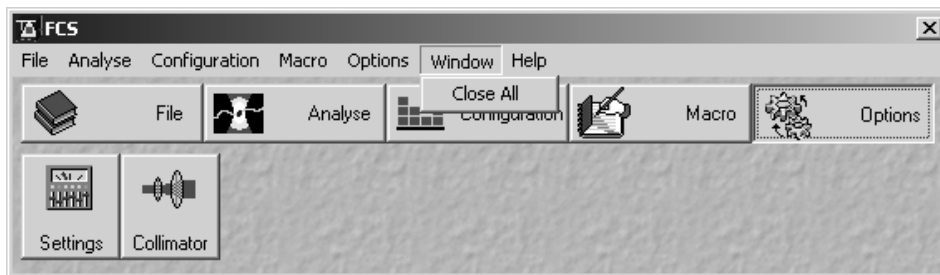 FCS
File Analyse Configuration Macro Options Window Help
Close All
File Analyse Configuration Macro Options
Settings Collimator